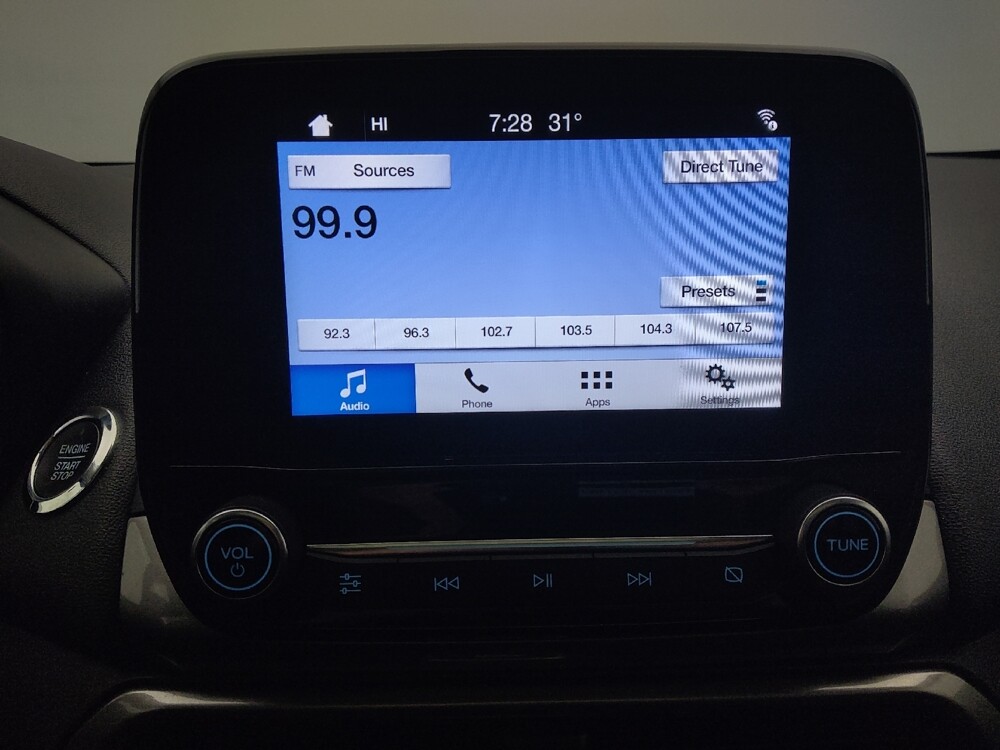 HI 7:28 31°
FM Sources Direct Tune
99.9
Presets
92.3 96.3 102.7 103.5 104.3 107.5
Audio Phone Apps Settings
ENGINE
START
STOP
VOL TUNE